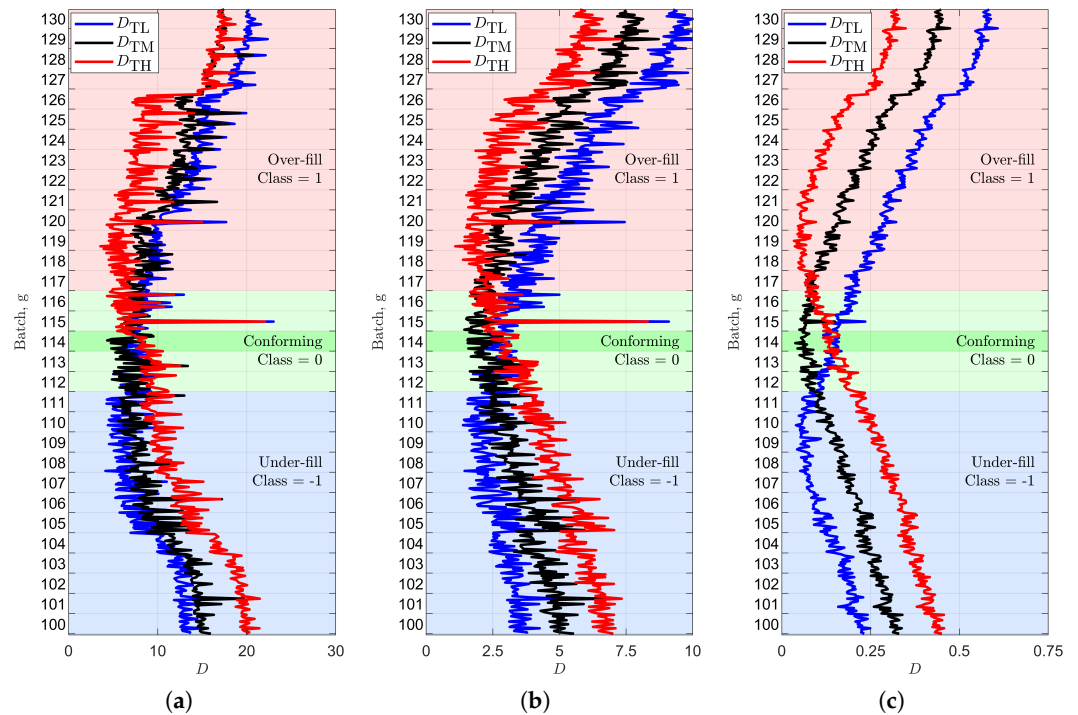 D_TL
D_TM
D_TH
130
129
128
127
126
125
124
123
122
121
120
119
118
117
116
115
114
113
112
111
110
109
108
107
106
105
104
103
102
101
100
Batch, g
Over-fill
Class = 1
Conforming
Class = 0
Under-fill
Class = -1
0 10 20 30
D
(a)
D_TL
D_TM
D_TH
130
129
128
127
126
125
124
123
122
121
120
119
118
117
116
115
114
113
112
111
110
109
108
107
106
105
104
103
102
101
100
Batch, g
Over-fill
Class = 1
Conforming
Class = 0
Under-fill
Class = -1
0 2.5 5 7.5 10
D
(b)
D_TL
D_TM
D_TH
130
129
128
127
126
125
124
123
122
121
120
119
118
117
116
115
114
113
112
111
110
109
108
107
106
105
104
103
102
101
100
Batch, g
Over-fill
Class = 1
Conforming
Class = 0
Under-fill
Class = -1
0 0.25 0.5 0.75
D
(c)